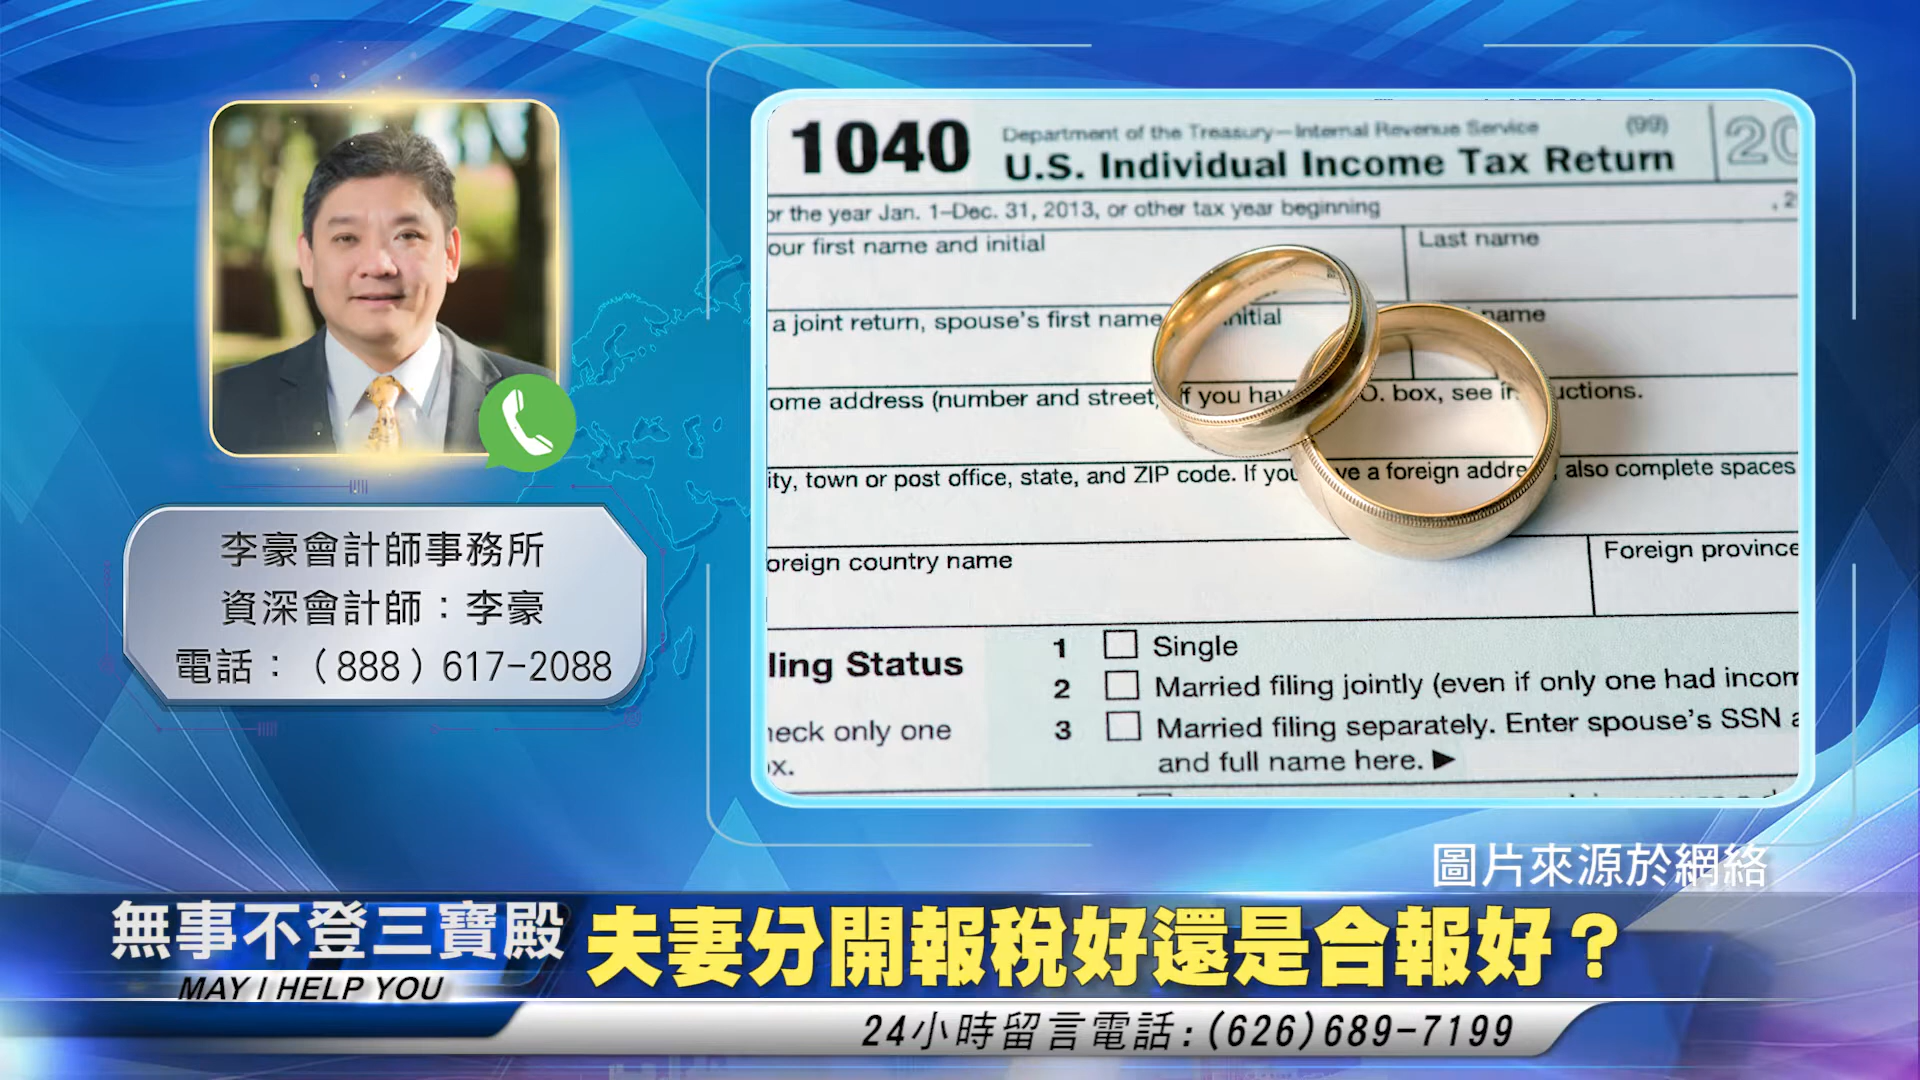 李豪會計師事務所
資深會計師：李豪
電話：（888）617-2088
1040
Department of the Treasury—Internal Revenue Service
(99)
U.S. Individual Income Tax Return
20
or the year Jan. 1–Dec. 31, 2013, or other tax year beginning
, 2
our first name and initial
Last name
a joint return, spouse's first name
nitial
name
ome address (number and street,
f you hav
O. box, see in
uctions.
ity, town or post office, state, and ZIP code. If you
ve a foreign addre
also complete spaces
oreign country name
Foreign province
ling Status
heck only one
ox.
1 Single
2 Married filing jointly (even if only one had incom
3 Married filing separately. Enter spouse's SSN a
and full name here. ▶
圖片來源於網絡
無事不登三寶殿
MAY I HELP YOU
夫妻分開報稅好還是合報好？
24小時留言電話:(626)689-7199